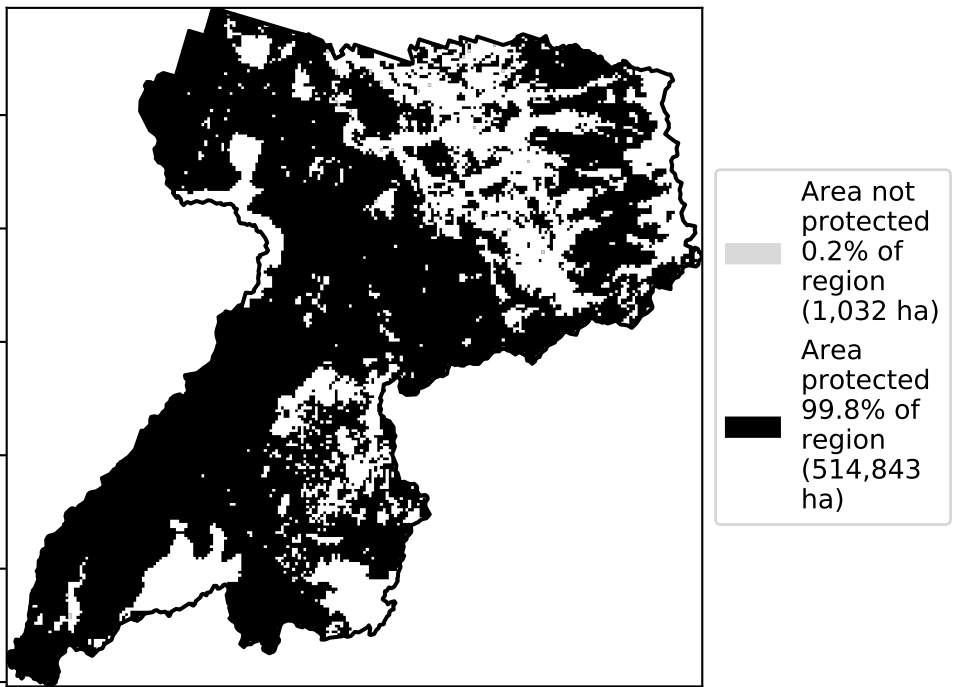 Area not
protected
0.2% of
region
(1,032 ha)
Area
protected
99.8% of
region
(514,843
ha)